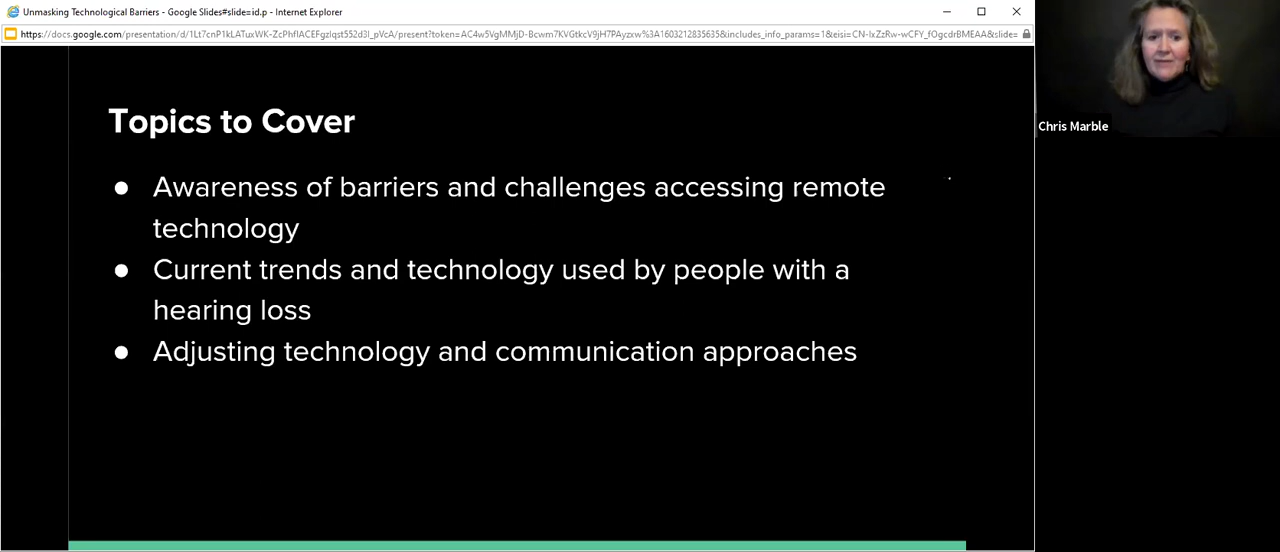 Unmasking Technological Barriers - Google Slides#slide=id.p - Internet Explorer
Topics to Cover
● Awareness of barriers and challenges accessing remote
technology
● Current trends and technology used by people with a
hearing loss
● Adjusting technology and communication approaches
Chris Marble